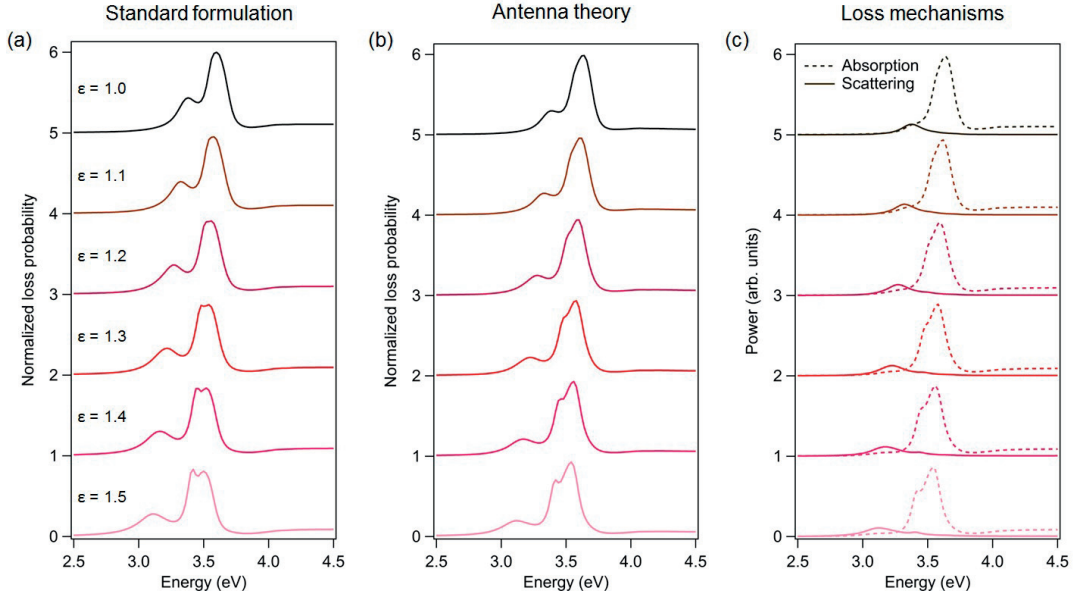 Standard formulation
Antenna theory
Loss mechanisms
(a)
6
5
4
3
2
1
0
Normalized loss probability
ε = 1.0
ε = 1.1
ε = 1.2
ε = 1.3
ε = 1.4
ε = 1.5
2.5 3.0 3.5 4.0 4.5
Energy (eV)
(b)
6
5
4
3
2
1
0
Normalized loss probability
2.5 3.0 3.5 4.0 4.5
Energy (eV)
(c)
6
5
4
3
2
1
0
Power (arb. units)
Absorption
Scattering
2.5 3.0 3.5 4.0 4.5
Energy (eV)